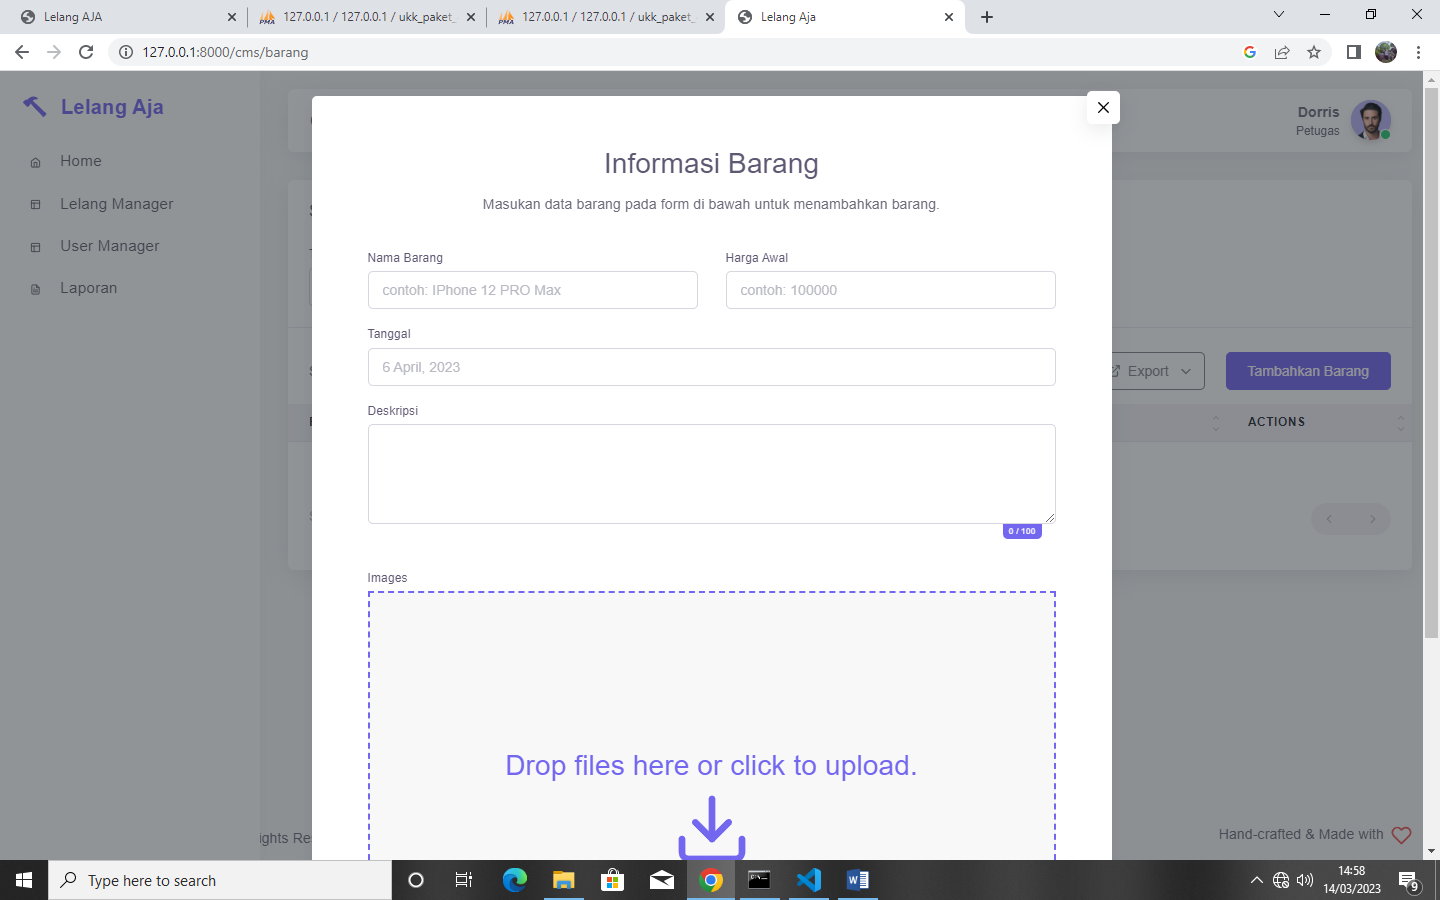 Lelang AJA
127.0.0.1 / 127.0.0.1 / ukk_paket_
127.0.0.1 / 127.0.0.1 / ukk_paket_
Lelang Aja
127.0.0.1:8000/cms/barang
Lelang Aja
Home
Lelang Manager
User Manager
Laporan
Dorris
Petugas
Informasi Barang
Masukan data barang pada form di bawah untuk menambahkan barang.
Nama Barang
Harga Awal
contoh: IPhone 12 PRO Max
contoh: 100000
Tanggal
6 April, 2023
Export
Tambahkan Barang
Deskripsi
ACTIONS
0 / 100
Images
Drop files here or click to upload.
ights Re
Hand-crafted & Made with
Type here to search
14:58
14/03/2023
9